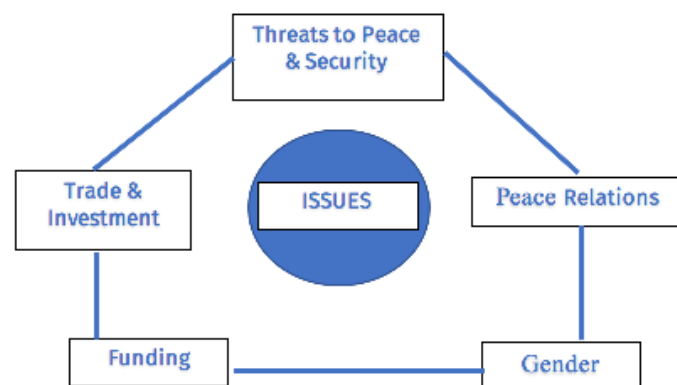 Threats to Peace
& Security
Trade &
Investment
ISSUES
Peace Relations
Funding
Gender